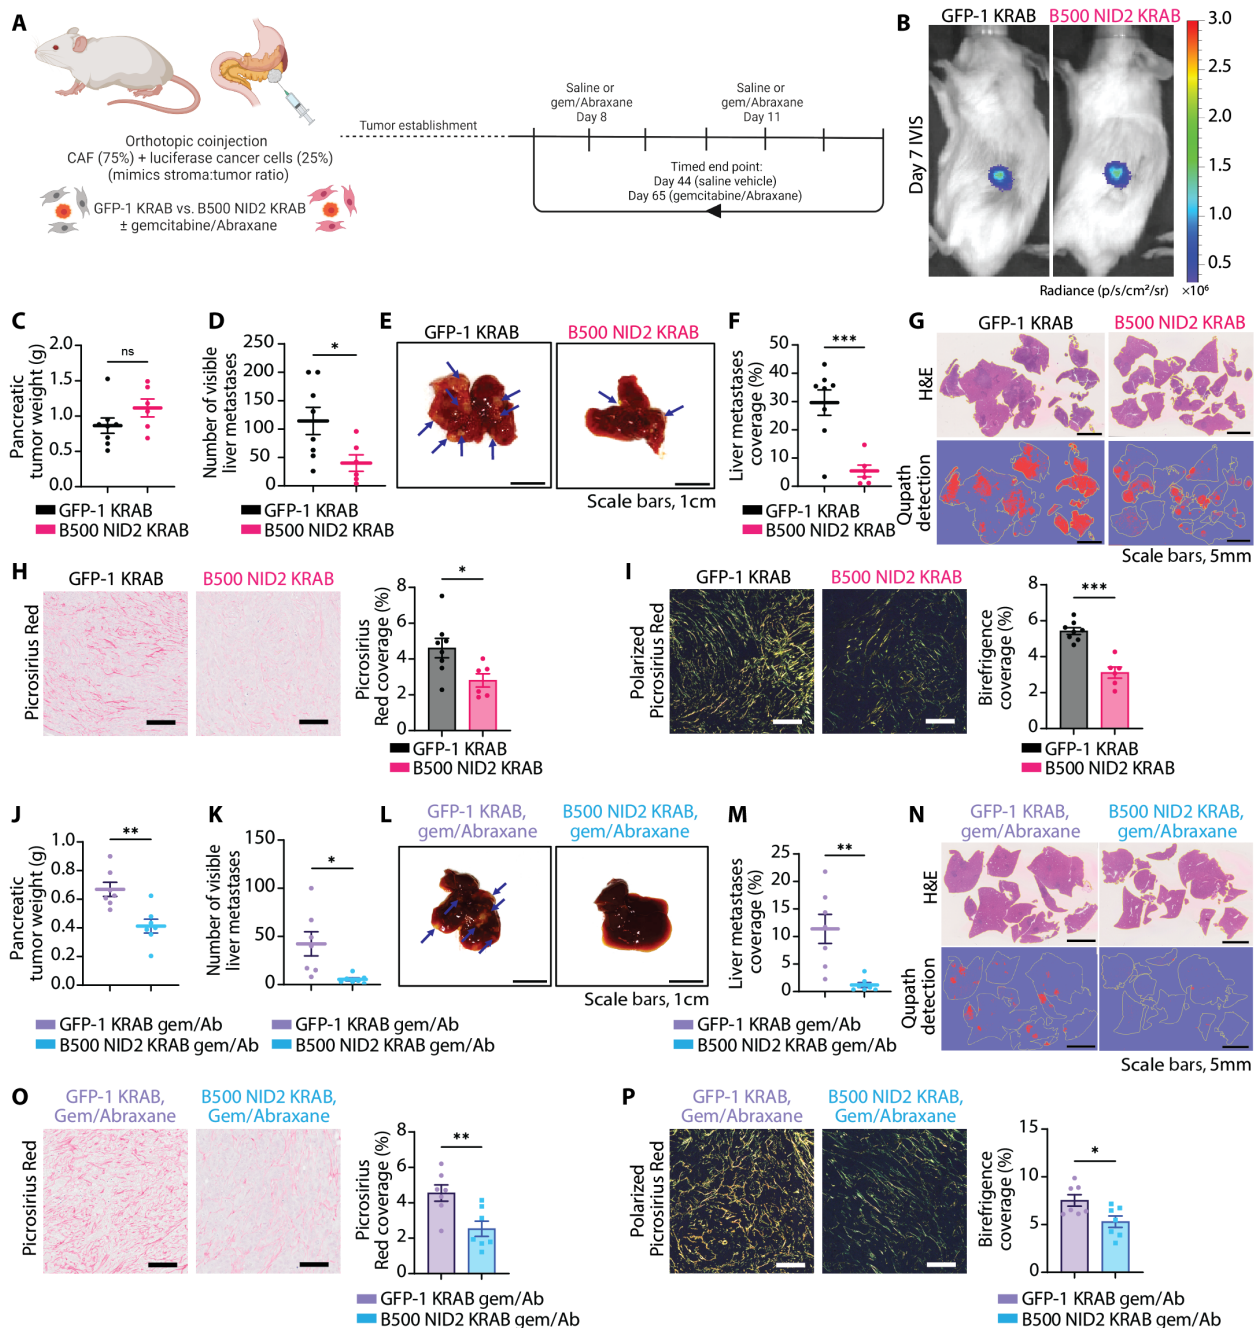 A
Orthotopic coinjection
CAF (75%) + luciferase cancer cells (25%)
(mimics stroma:tumor ratio)
GFP-1 KRAB vs. B500 NID2 KRAB
± gemcitabine/Abraxane
Tumor establishment
Saline or
gem/Abraxane
Day 8
Saline or
gem/Abraxane
Day 11
Timed end point:
Day 44 (saline vehicle)
Day 65 (gemcitabine/Abraxane)
B
GFP-1 KRAB
B500 NID2 KRAB
Day 7 IVIS
3.0
2.5
2.0
1.5
1.0
0.5
Radiance (p/s/cm²/sr)
×10⁶
C
Pancreatic
tumor weight (g)
2.0
1.5
1.0
0.5
0.0
ns
GFP-1 KRAB
B500 NID2 KRAB
D
Number of visible
liver metastases
250
200
150
100
50
0
*
GFP-1 KRAB
B500 NID2 KRAB
E
GFP-1 KRAB
B500 NID2 KRAB
Scale bars, 1cm
F
Liver metastases
coverage (%)
50
40
30
20
10
0
***
GFP-1 KRAB
B500 NID2 KRAB
G
GFP-1 KRAB
B500 NID2 KRAB
H&E
Qupath
detection
Scale bars, 5mm
H
GFP-1 KRAB
B500 NID2 KRAB
Picrosirius Red
Picrosirius
Red coverage (%)
8
6
4
2
0
*
GFP-1 KRAB
B500 NID2 KRAB
I
GFP-1 KRAB
B500 NID2 KRAB
Polarized
Picrosirius Red
Birefrigence
coverage (%)
8
6
4
2
0
***
GFP-1 KRAB
B500 NID2 KRAB
J
Pancreatic
tumor weight (g)
1.0
0.8
0.6
0.4
0.2
0.0
**
GFP-1 KRAB gem/Ab
B500 NID2 KRAB gem/Ab
K
Number of visible
liver metastases
150
100
50
0
*
GFP-1 KRAB gem/Ab
B500 NID2 KRAB gem/Ab
L
GFP-1 KRAB,
gem/Abraxane
B500 NID2 KRAB,
gem/Abraxane
Scale bars, 1cm
M
Liver metastases
coverage (%)
25
20
15
10
5
0
**
GFP-1 KRAB gem/Ab
B500 NID2 KRAB gem/Ab
N
GFP-1 KRAB,
gem/Abraxane
B500 NID2 KRAB,
gem/Abraxane
H&E
Qupath
detection
Scale bars, 5mm
O
GFP-1 KRAB,
Gem/Abraxane
B500 NID2 KRAB,
Gem/Abraxane
Picrosirius Red
Picrosirius
Red coverage (%)
8
6
4
2
0
**
GFP-1 KRAB gem/Ab
B500 NID2 KRAB gem/Ab
P
GFP-1 KRAB,
Gem/Abraxane
B500 NID2 KRAB,
Gem/Abraxane
Polarized
Picrosirius Red
Birefrigence
coverage (%)
15
10
5
0
*
GFP-1 KRAB gem/Ab
B500 NID2 KRAB gem/Ab